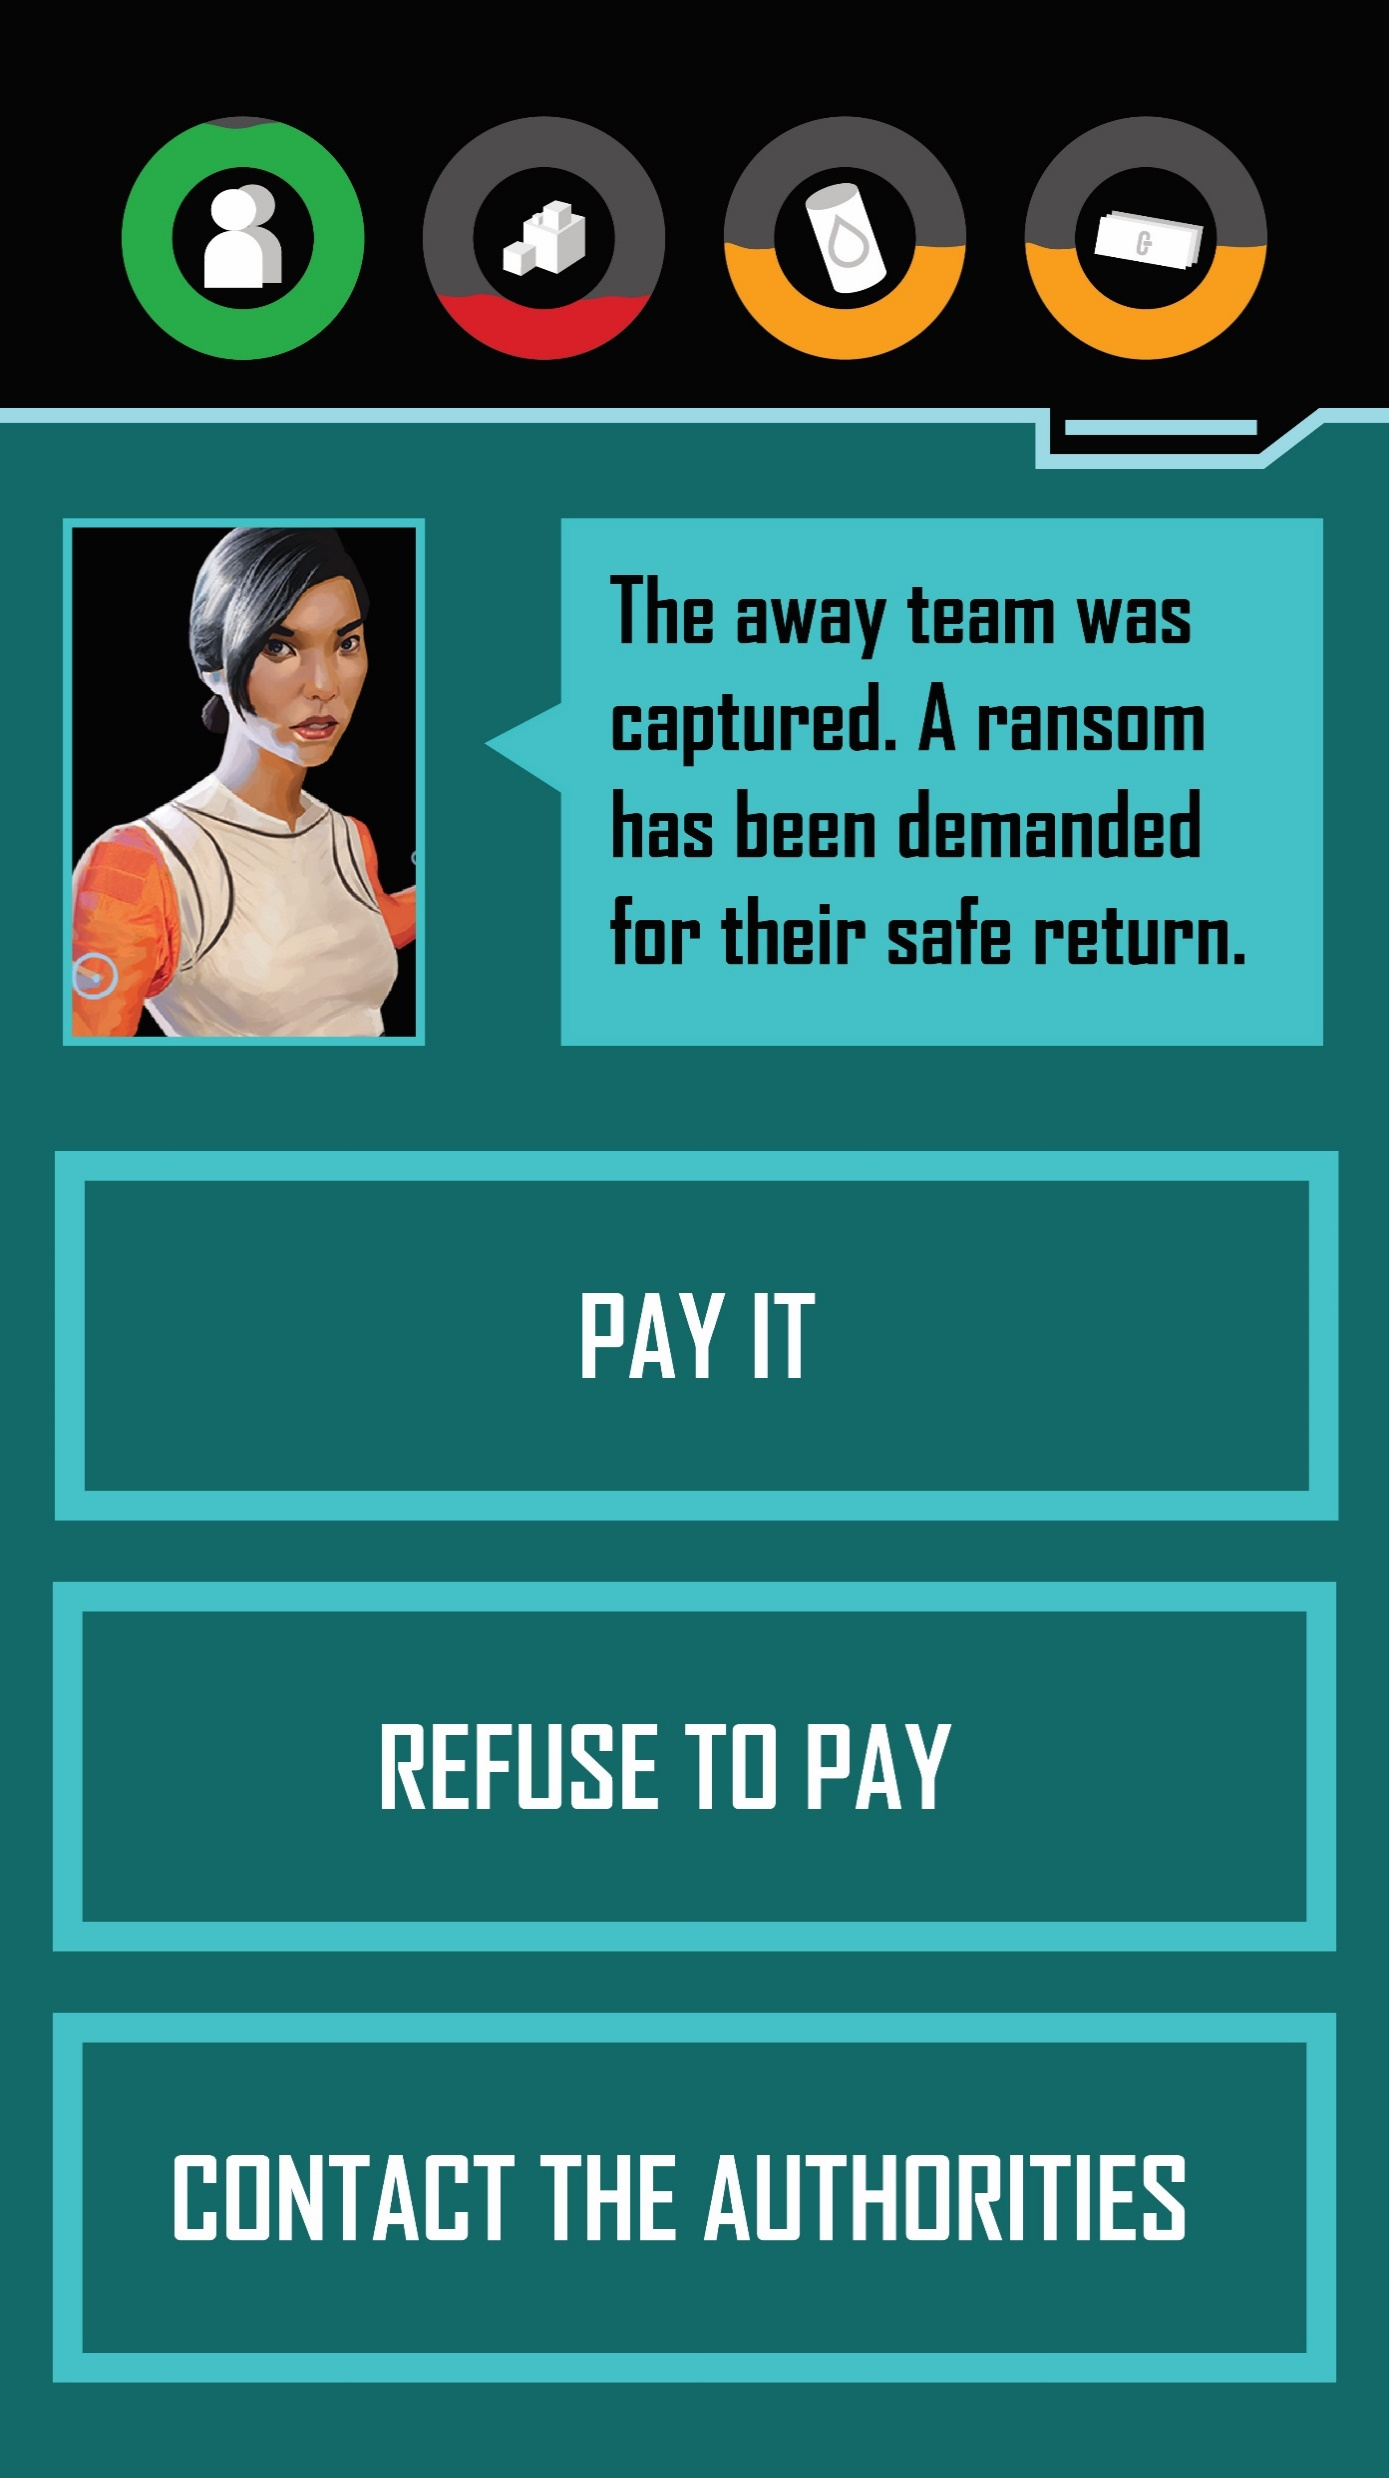 The away team was
captured. A ransom
has been demanded
for their safe return.
PAY IT
REFUSE TO PAY
CONTACT THE AUTHORITIES